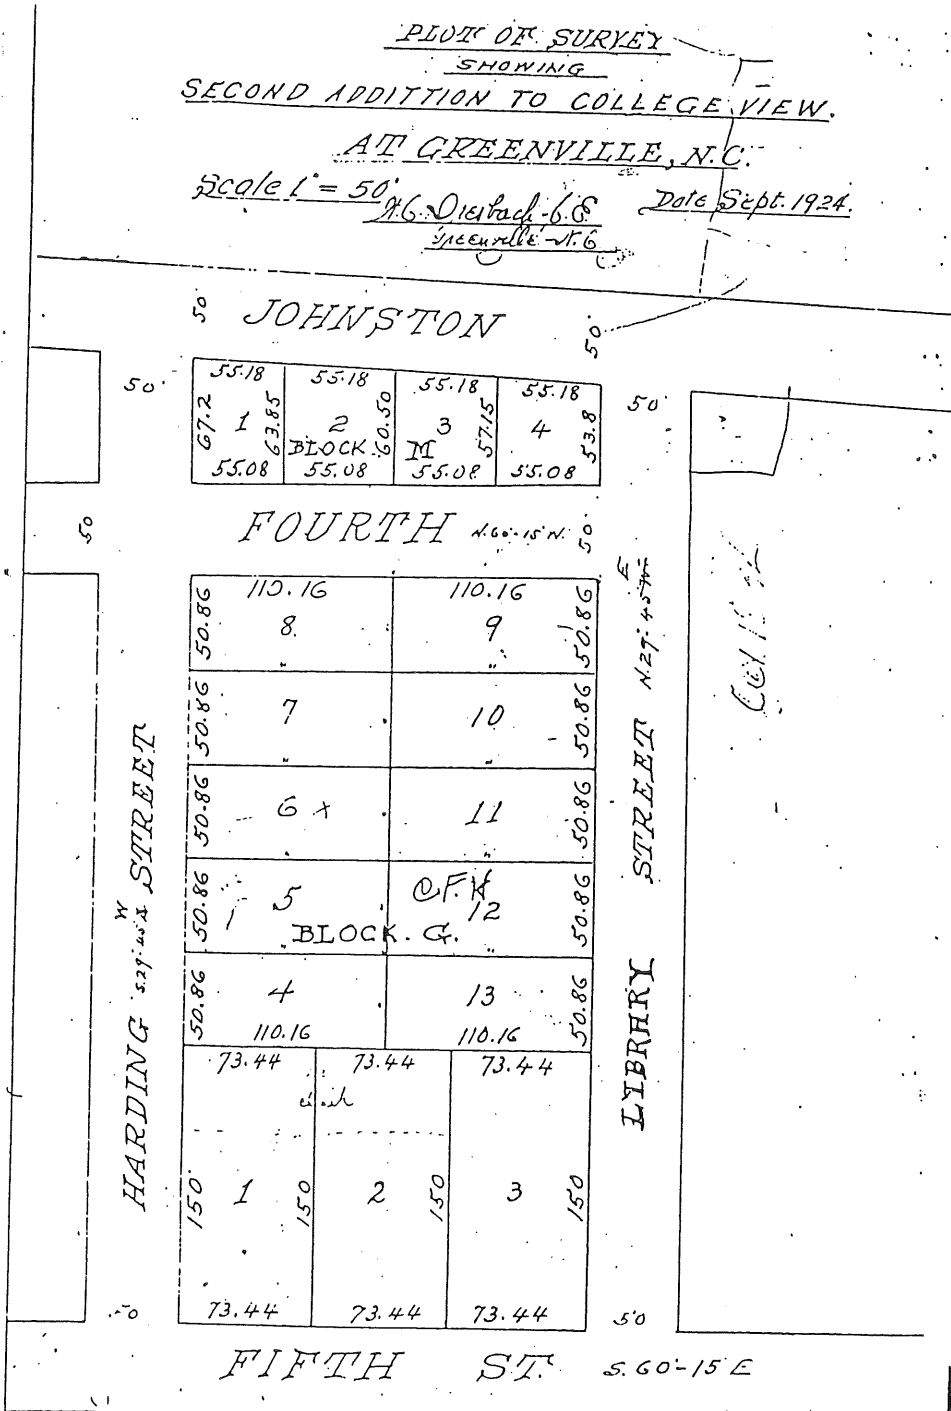 PLOT OF SURVEY
SHOWING
SECOND ADDITTION TO COLLEGE VIEW.
AT GREENVILLE, N.C.
Scale 1" = 50'
Date Sept. 1924.
Greenville N.C
50 JOHNSTON 50'
50' 50'
55.18 55.18 55.18 55.18
67.2 1 63.85 2 60.50 3 57.15 4 53.8
BLOCK. M
55.08 55.08 55.08 55.08
50 FOURTH N.60-15 W. 50'
110.16 110.16
50.86 8. 9 50.86
50.86 7 10 50.86
50.86 6 x 11 50.86
50.86 5 C.F.H 12 50.86
BLOCK. G.
50.86 4 13 50.86
110.16 110.16
73.44 73.44 73.44
150' 1 150 2 150 3 150
73.44 73.44 73.44
HARDING STREET S.29-45 W
LIBRARY STREET N.29-45 E
50 50
FIFTH ST. S.60-15 E